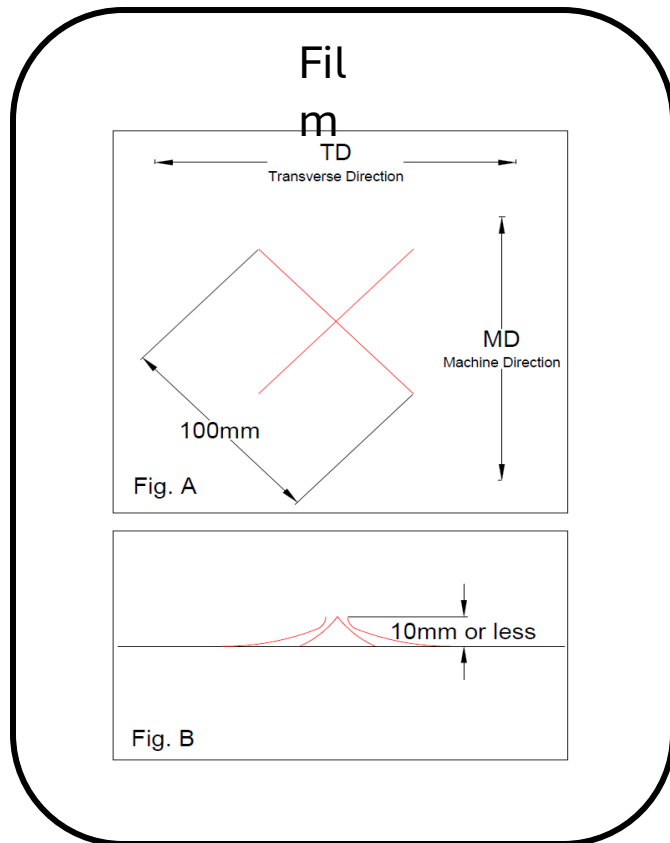 Fil
m
TD
Transverse Direction
MD
Machine Direction
100mm
Fig. A
10mm or less
Fig. B